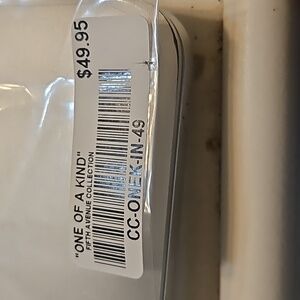 $49.95
"ONE OF A KIND"
FIFTH AVENUE COLLECTION
CC-ONEK-IN-49